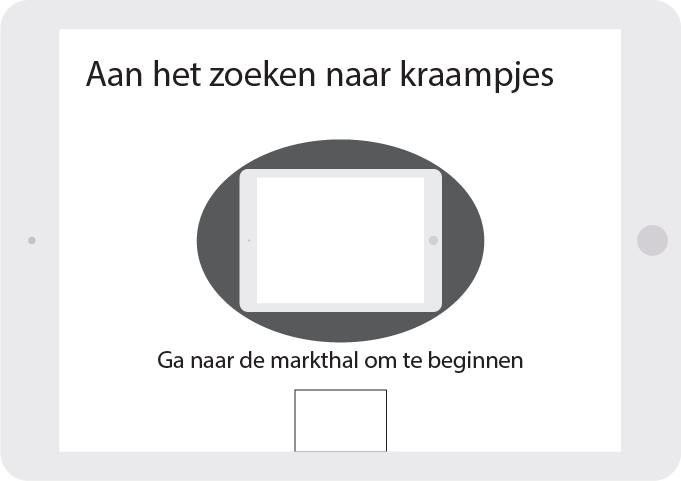 Aan het zoeken naar kraampjes
Ga naar de markthal om te beginnen